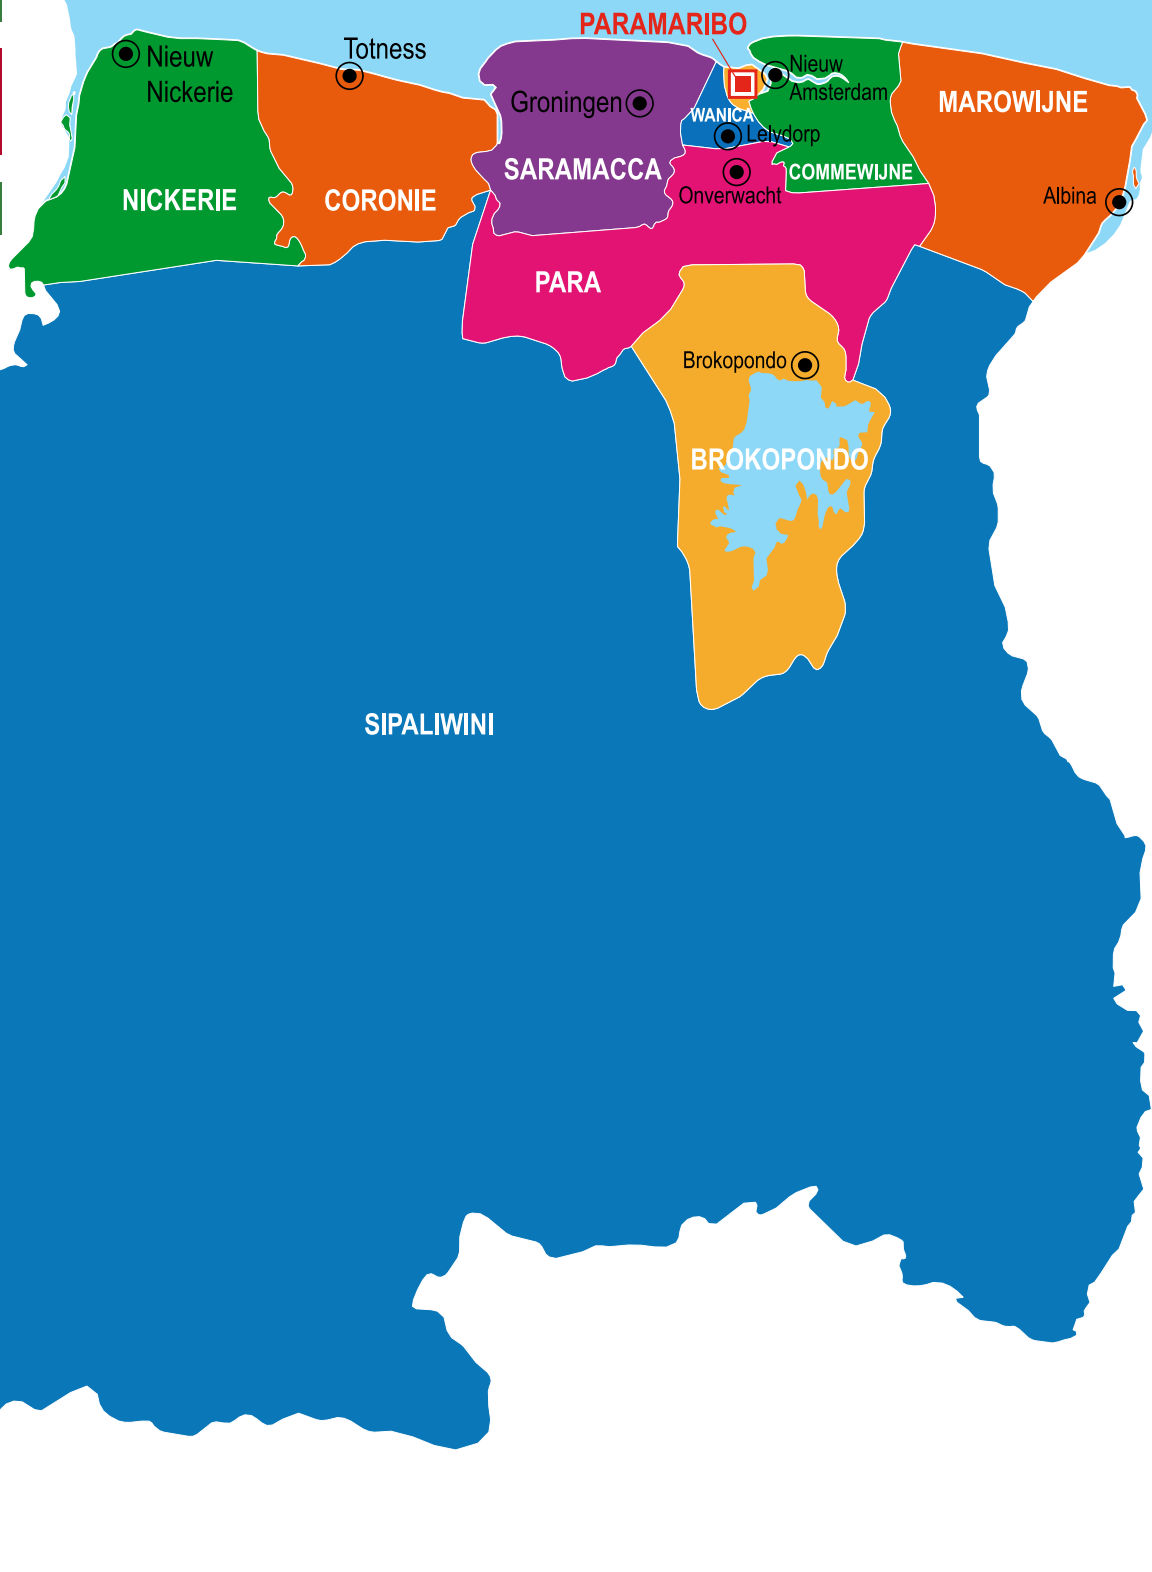 PARAMARIBO
Totness
Nieuw
Nickerie
Nieuw
Amsterdam
Groningen
MAROWIJNE
WANICA
Lelydorp
SARAMACCA
COMMEWIJNE
NICKERIE
CORONIE
Onverwacht
Albina
PARA
Brokopondo
BROKOPONDO
SIPALIWINI